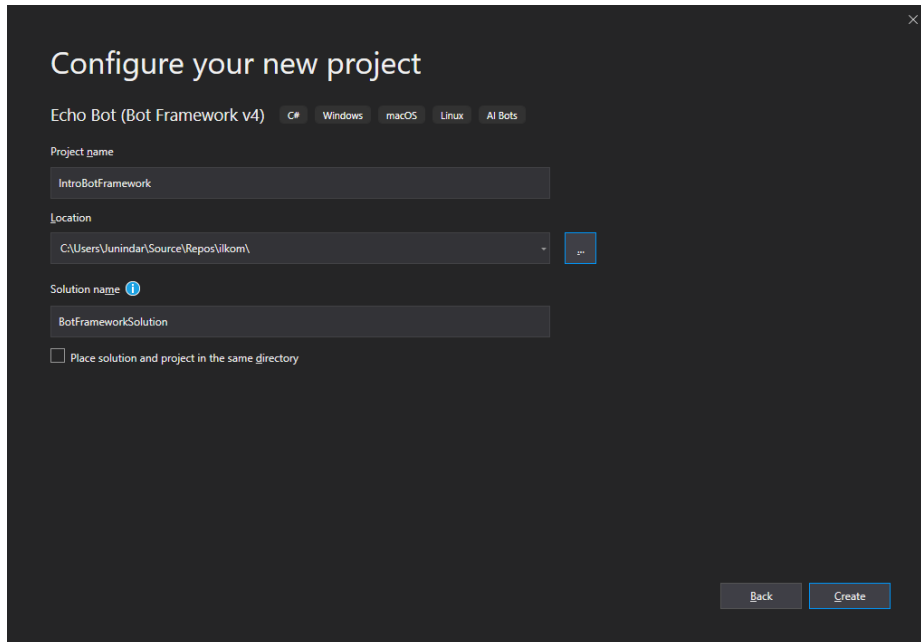 Configure your new project
Echo Bot (Bot Framework v4) C# Windows macOS Linux AI Bots
Project name
IntroBotFramework
Location
C:\Users\Junindar\Source\Repos\ilkom\
...
Solution name
BotFrameworkSolution
Place solution and project in the same directory
Back Create